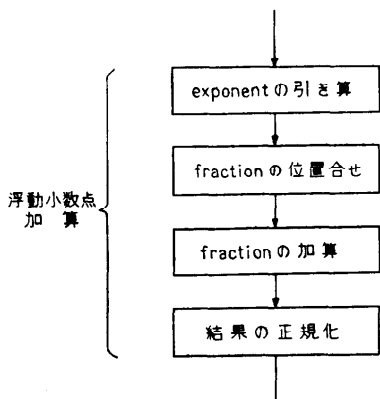 exponentの引き算
fractionの位置合せ
浮動小数点
加算
fractionの加算
結果の正規化